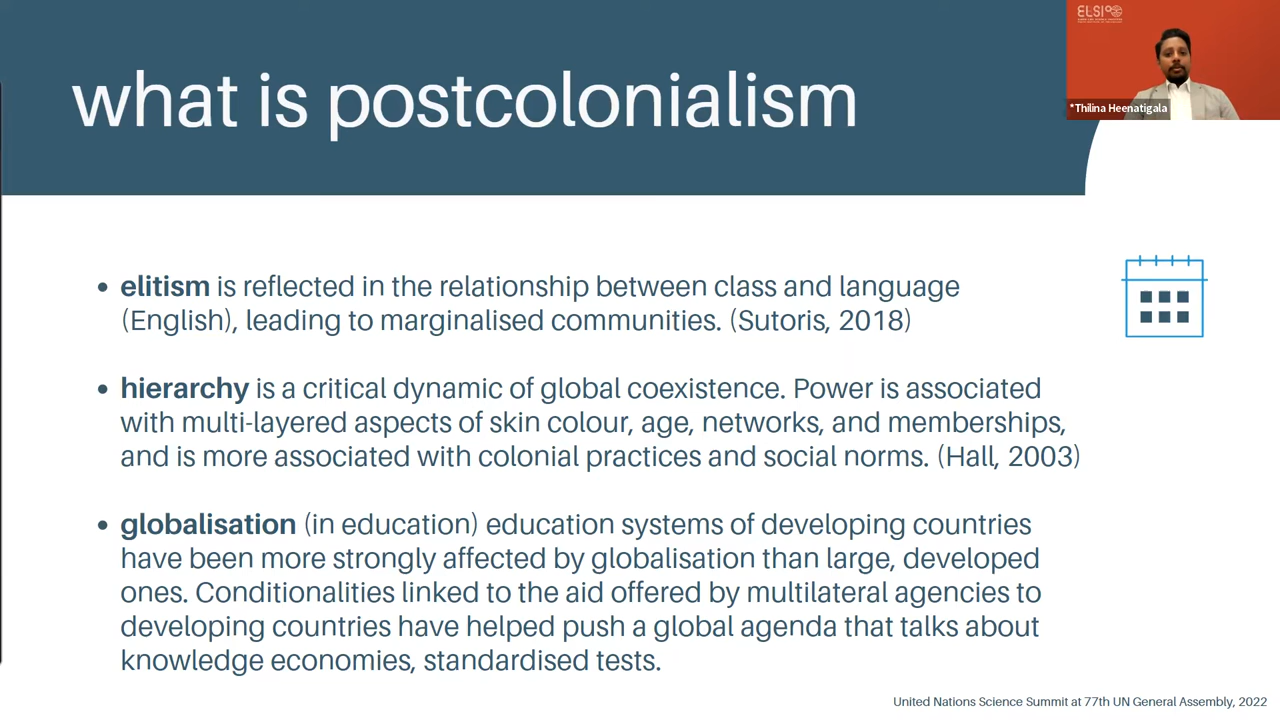 what is postcolonialism
ELSI
*Thilina Heenatigala
• elitism is reflected in the relationship between class and language
(English), leading to marginalised communities. (Sutoris, 2018)
• hierarchy is a critical dynamic of global coexistence. Power is associated
with multi-layered aspects of skin colour, age, networks, and memberships,
and is more associated with colonial practices and social norms. (Hall, 2003)
• globalisation (in education) education systems of developing countries
have been more strongly affected by globalisation than large, developed
ones. Conditionalities linked to the aid offered by multilateral agencies to
developing countries have helped push a global agenda that talks about
knowledge economies, standardised tests.
United Nations Science Summit at 77th UN General Assembly, 2022